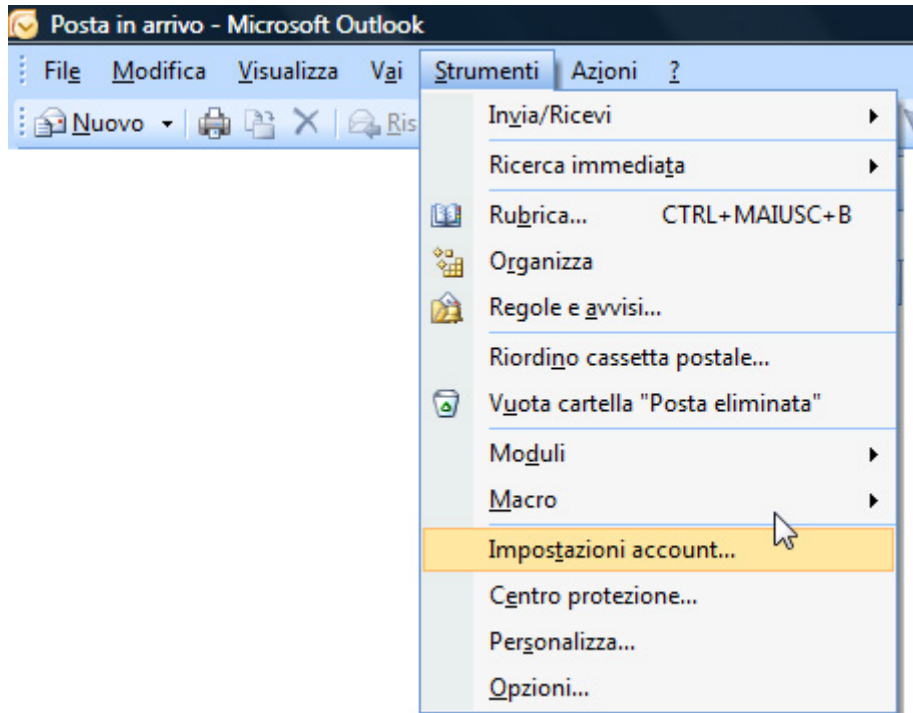 Posta in arrivo - Microsoft Outlook
File Modifica Visualizza Vai Strumenti Azioni ?
Nuovo Ris
Invia/Ricevi
Ricerca immediata
Rubrica... CTRL+MAIUSC+B
Organizza
Regole e avvisi...
Riordino cassetta postale...
Vuota cartella "Posta eliminata"
Moduli
Macro
Impostazioni account...
Centro protezione...
Personalizza...
Opzioni...